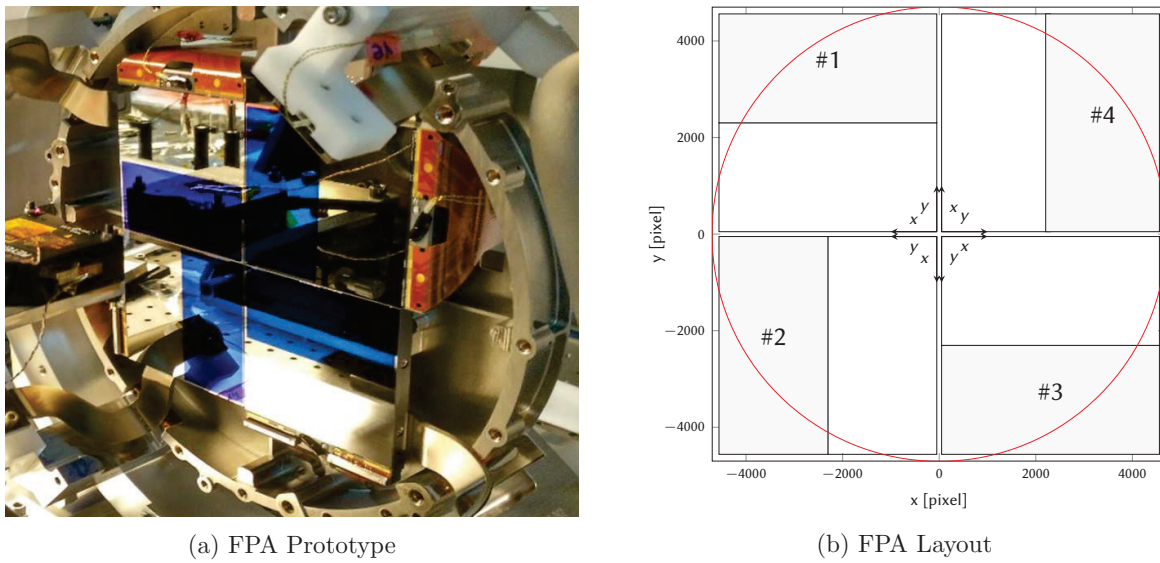 91
4000
2000
0
−2000
−4000
y [pixel]
#1
#4
y
x
x
y
y
x
y
x
#2
#3
−4000
−2000
0
2000
4000
x [pixel]
(a) FPA Prototype
(b) FPA Layout